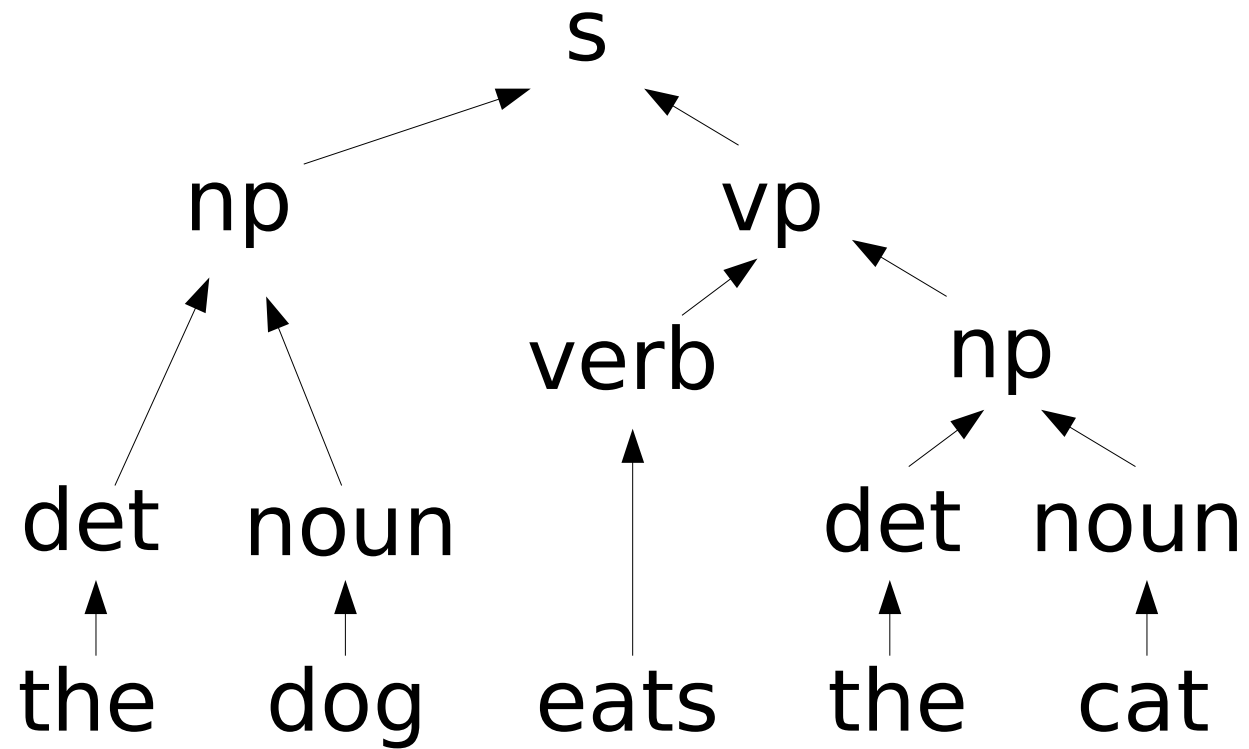 s
np vp
verb np
det noun det noun
the dog eats the cat